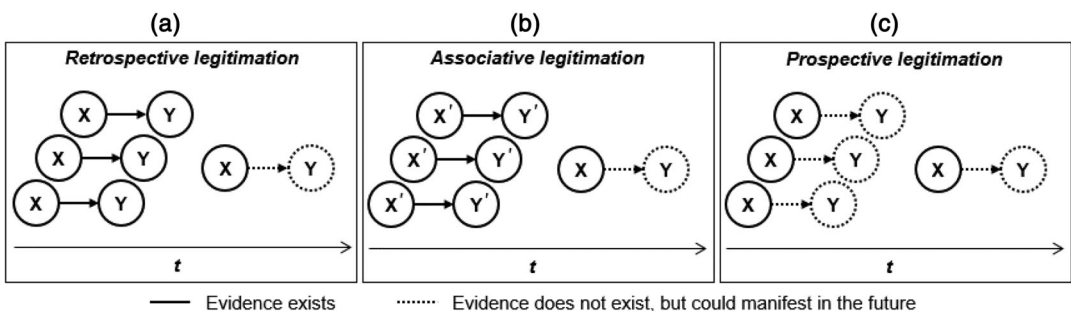 (a) (b) (c)
Retrospective legitimation Associative legitimation Prospective legitimation
X Y X' Y' X Y
X Y X Y X' Y' X Y X Y X Y
X Y X' Y' X Y
t t t
Evidence exists Evidence does not exist, but could manifest in the future